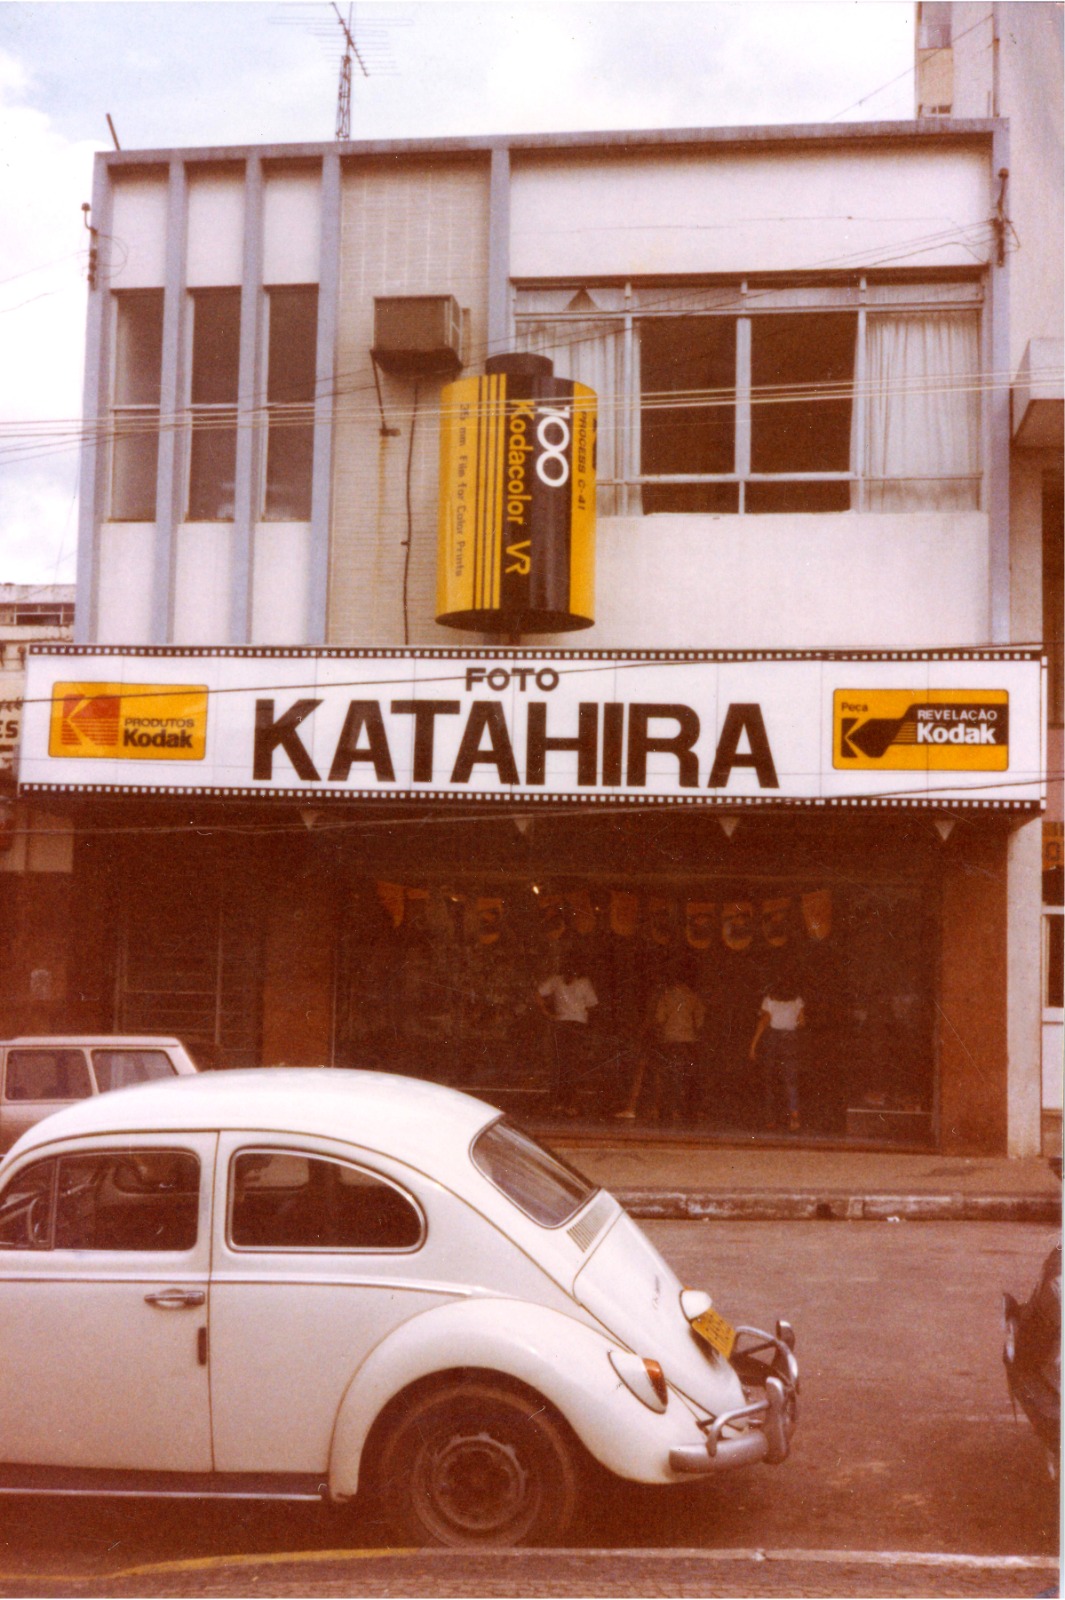 PROCESS C-41
100
Kodacolor VR
35 mm Film for Color Prints
FOTO
KATAHIRA
PRODUTOS
Kodak
Peça
REVELAÇÃO
Kodak